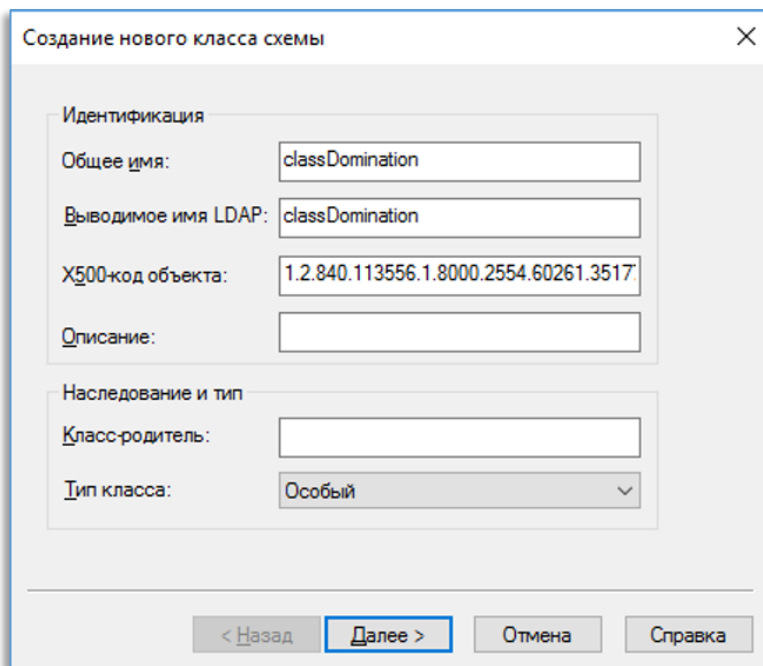 Создание нового класса схемы
Идентификация
Общее имя: classDomination
Выводимое имя LDAP: classDomination
X500-код объекта: 1.2.840.113556.1.8000.2554.60261.3517
Описание:
Наследование и тип
Класс-родитель:
Тип класса: Особый
< Назад Далее > Отмена Справка